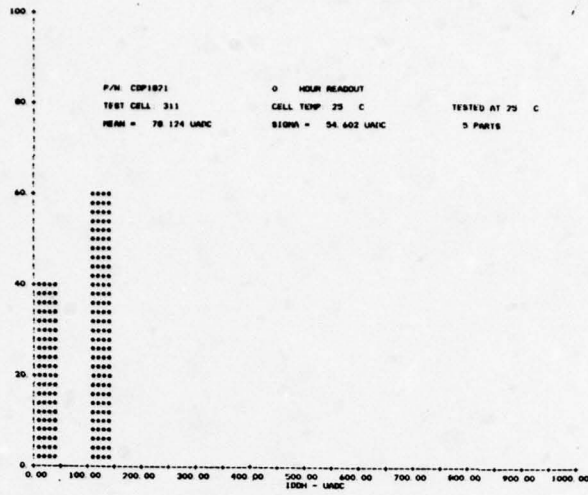 100
P/N: CDP1871 0 HOUR READOUT
TEST CELL: 311 CELL TEMP: 25 C TESTED AT 25 C
MEAN = 78.124 UADC SIGMA = 54.602 UADC 5 PARTS
80.
60.
40.
20.
0.
0.00 100.00 200.00 300.00 400.00 500.00 600.00 700.00 800.00 900.00 1000.00
IDDH - UADC